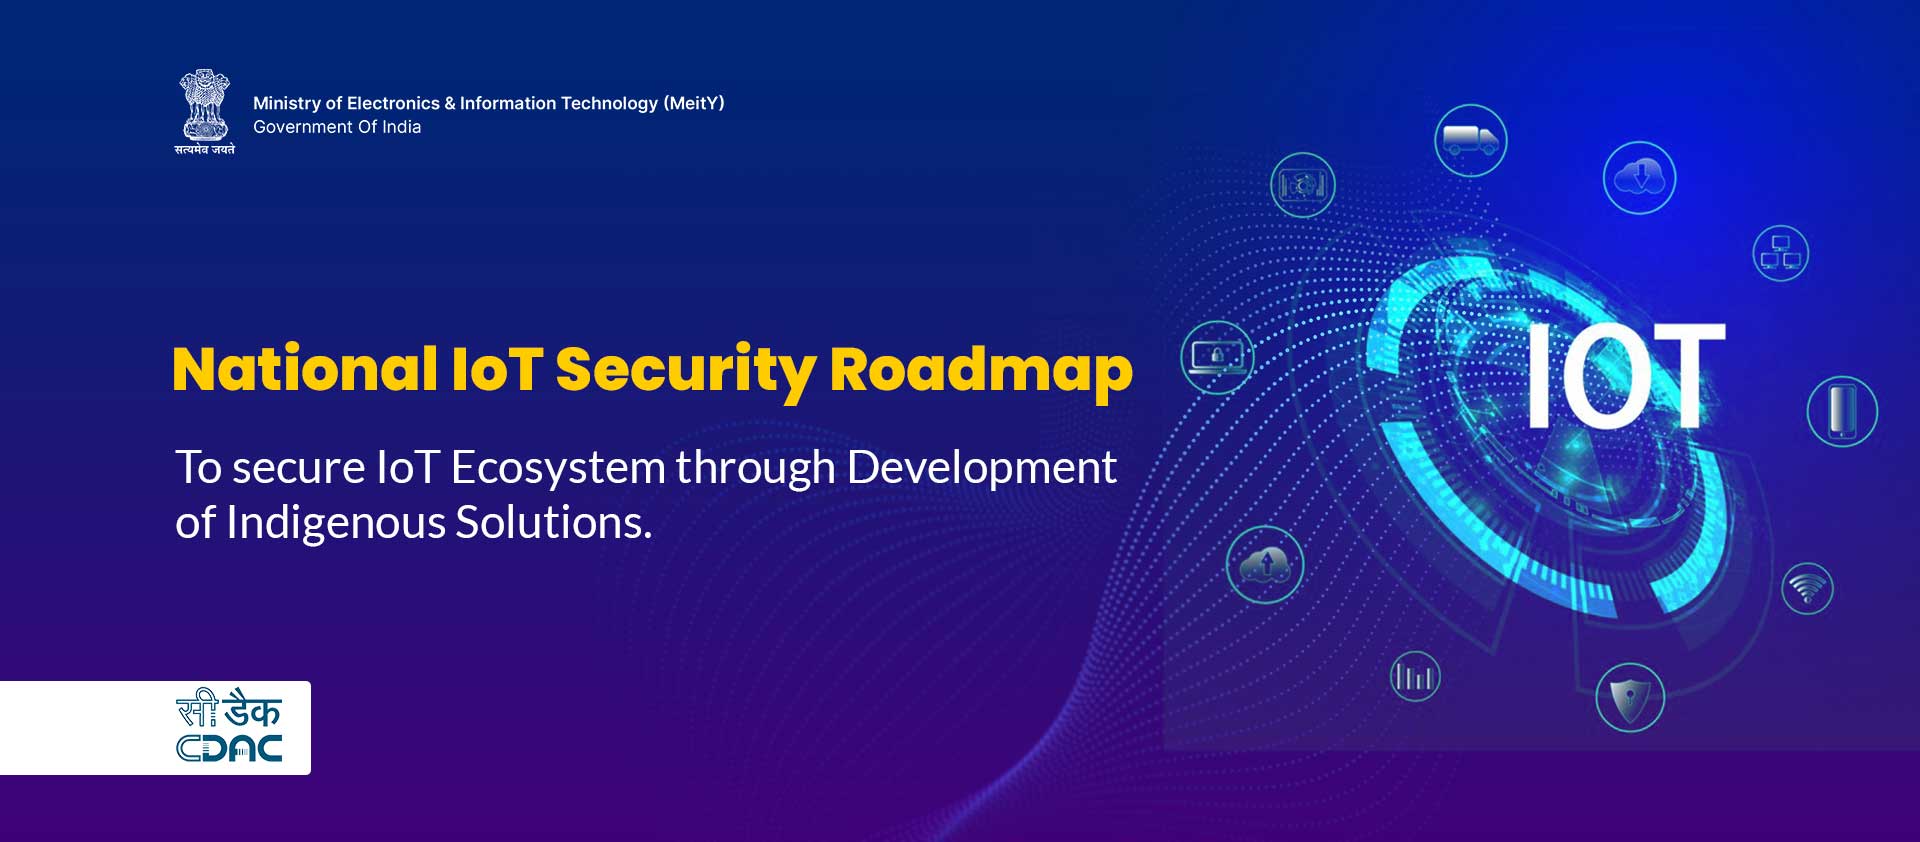 सत्यमेव जयते
Ministry of Electronics & Information Technology (MeitY)
Government Of India
National IoT Security Roadmap
To secure IoT Ecosystem through Development
of Indigenous Solutions.
IOT
सी डैक
CDAC